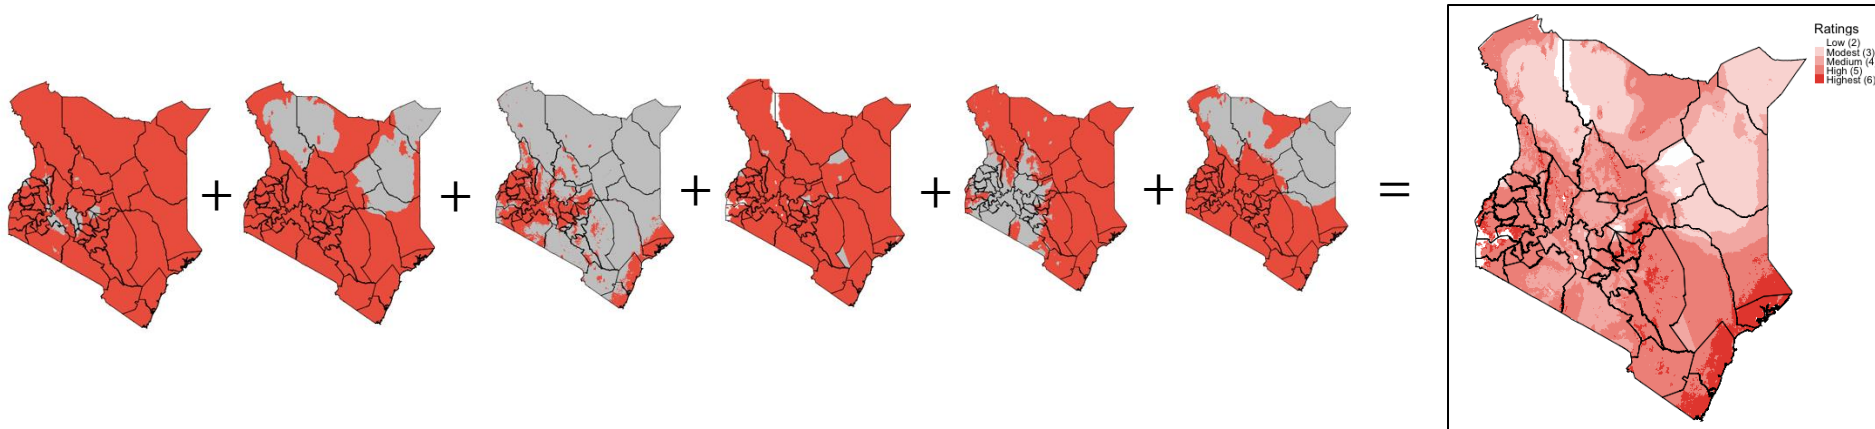 + + + + + =
Ratings
Low (2)
Modest (3)
Medium (4
High (5)
Highest (6)